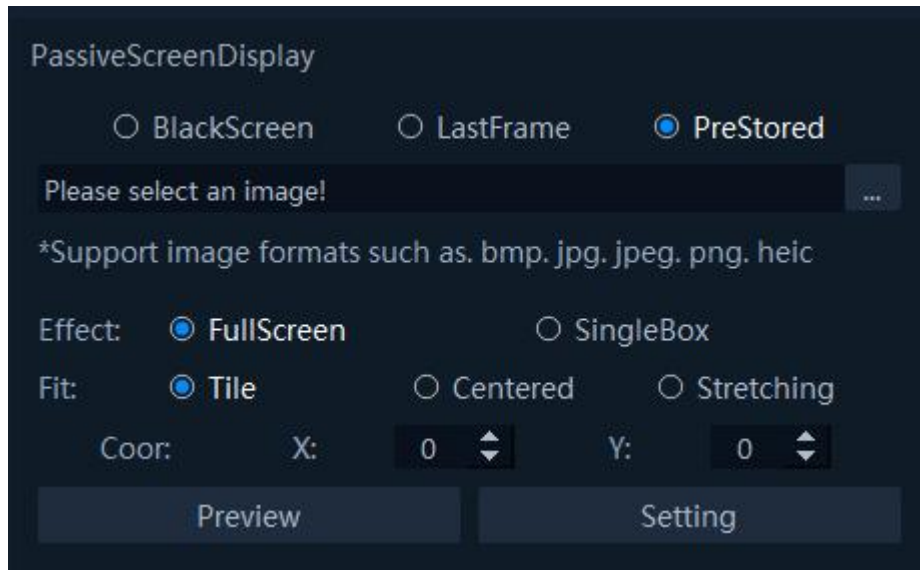 PassiveScreenDisplay
BlackScreen LastFrame PreStored
Please select an image! ...
*Support image formats such as. bmp. jpg. jpeg. png. heic
Effect: FullScreen SingleBox
Fit: Tile Centered Stretching
Coor: X: 0 Y: 0
Preview Setting